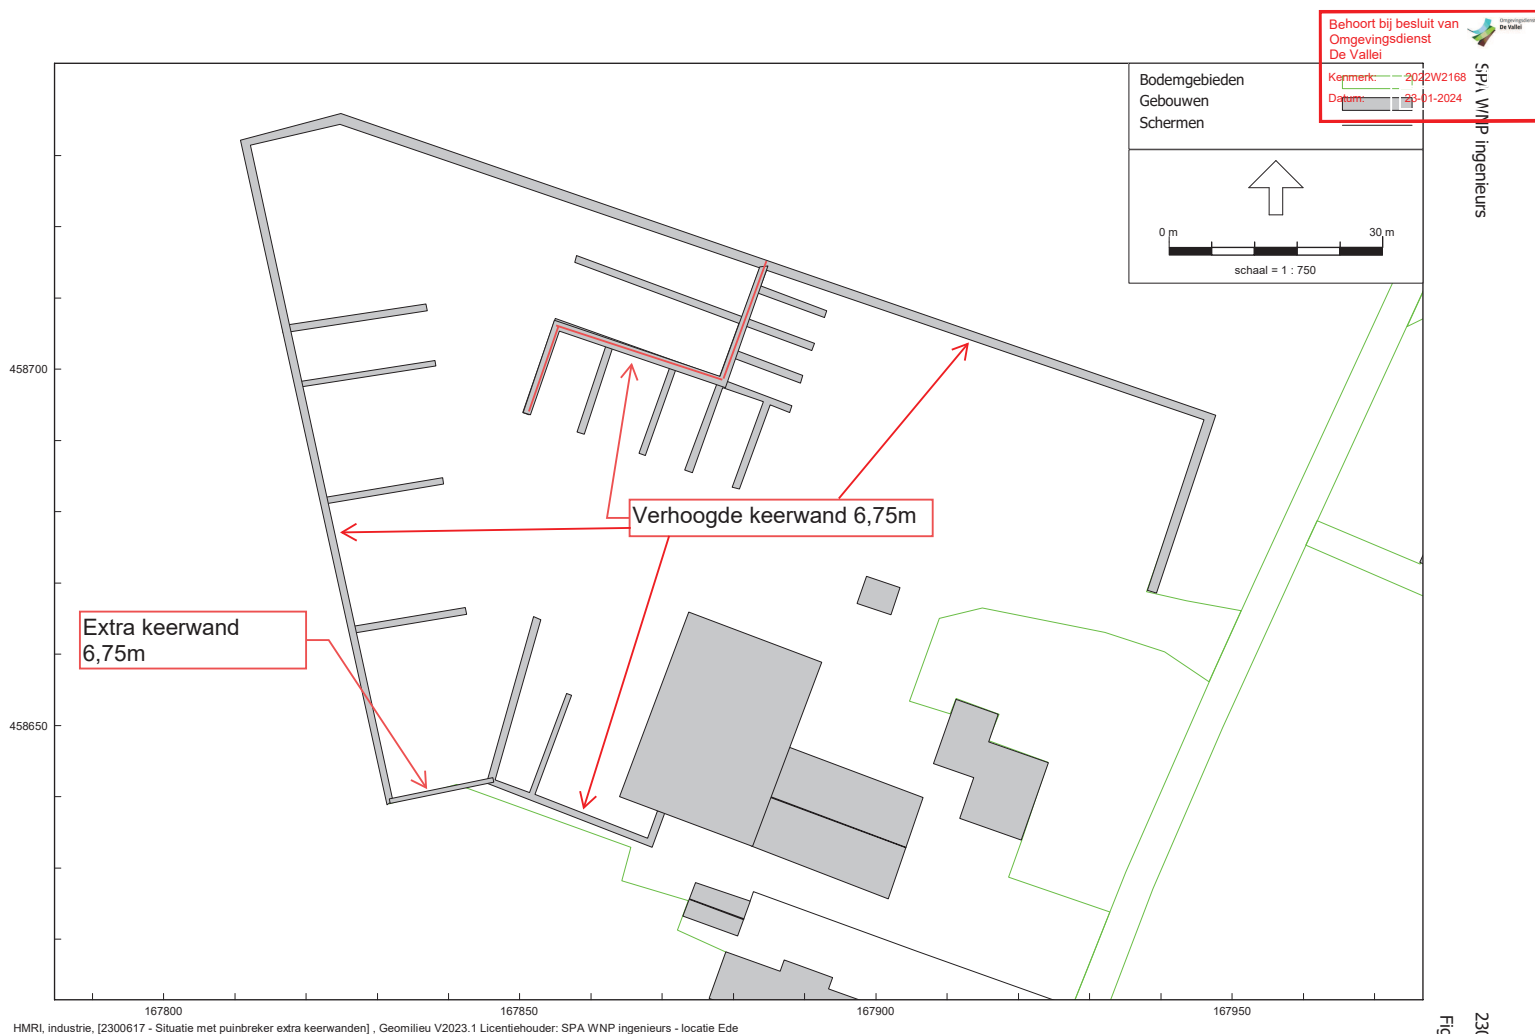 Behoort bij besluit van
Omgevingsdienst
De Vallei
Kenmerk: 2022W2168
Datum: 23-01-2024
Omgevingsdienst
De Vallei
Bodemgebieden
Gebouwen
Schermen
0 m 30 m
schaal = 1 : 750
SPA WNP ingenieurs
458700
458650
Verhoogde keerwand 6,75m
Extra keerwand
6,75m
167800 167850 167900 167950
HMRI, industrie, [2300617 - Situatie met puinbreker extra keerwanden] , Geomilieu V2023.1 Licentiehouder: SPA WNP ingenieurs - locatie Ede